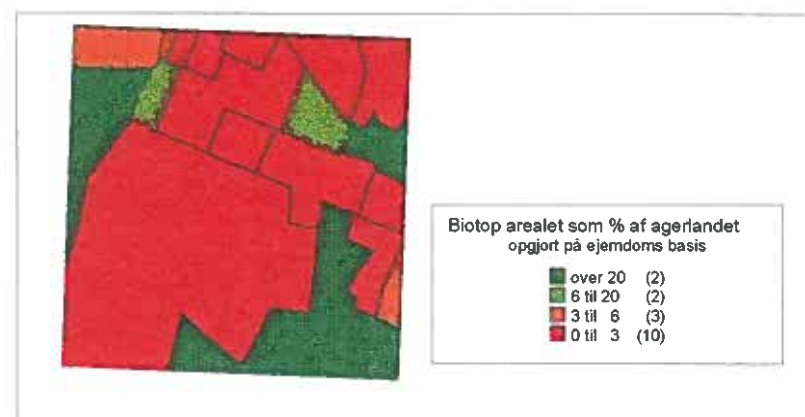 Biotop arealet som % af agerlandet
opgjort på ejerndoms basis
over 20 (2)
6 til 20 (2)
3 til 6 (3)
0 til 3 (10)